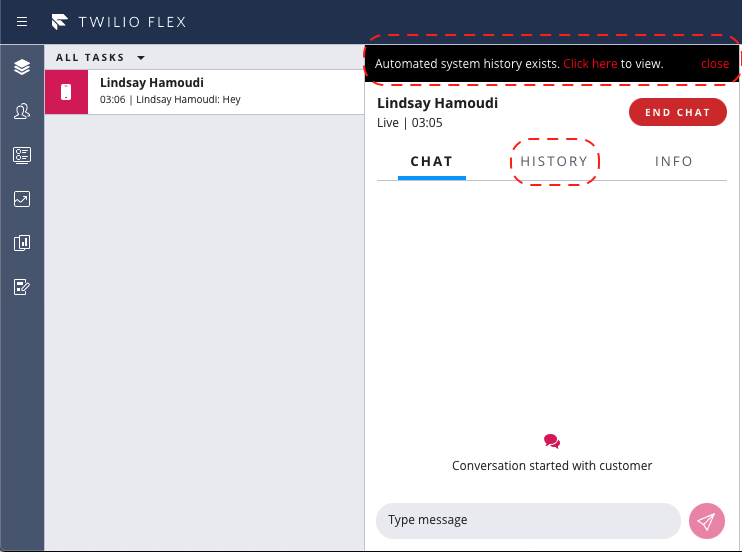 TWILIO FLEX
ALL TASKS
Lindsay Hamoudi
03:06 | Lindsay Hamoudi: Hey
Automated system history exists. Click here to view. close
Lindsay Hamoudi
Live | 03:05
END CHAT
CHAT HISTORY INFO
Conversation started with customer
Type message